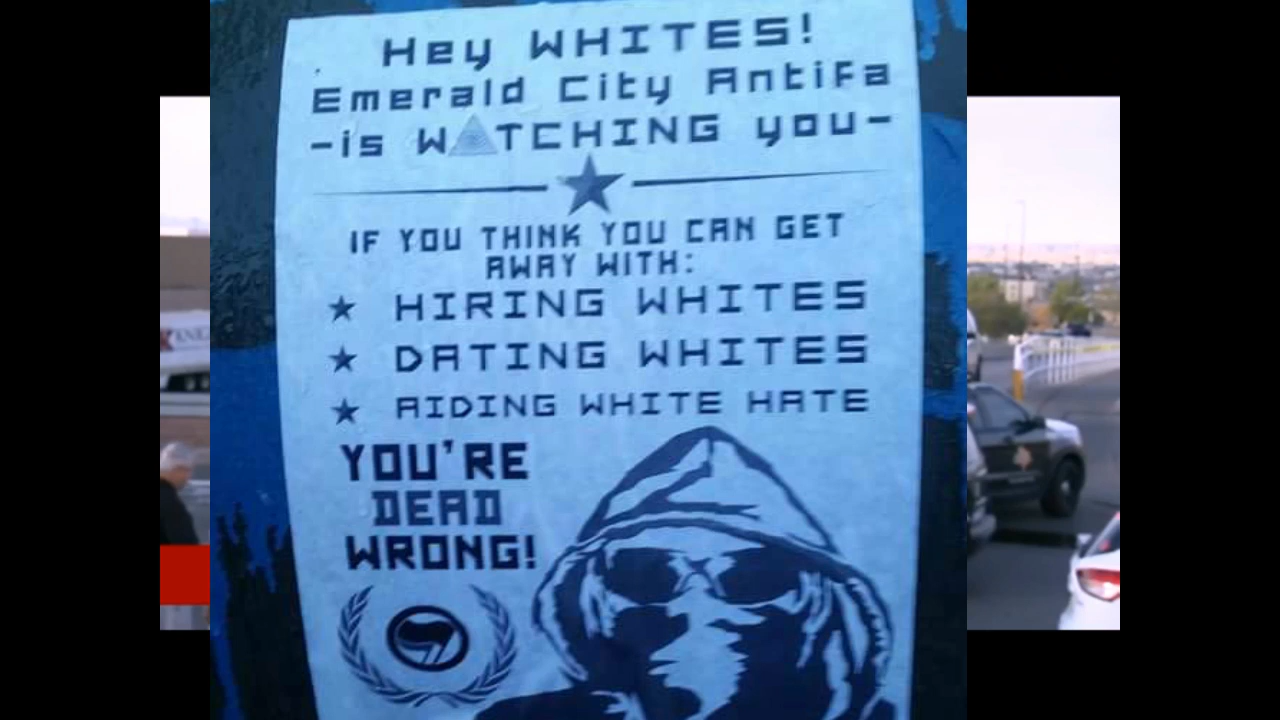 Hey WHITES!
Emerald City Antifa
-is WATCHING you-
IF YOU THINK YOU CAN GET
AWAY WITH:
HIRING WHITES
DATING WHITES
AIDING WHITE HATE
YOU'RE
DEAD
WRONG!